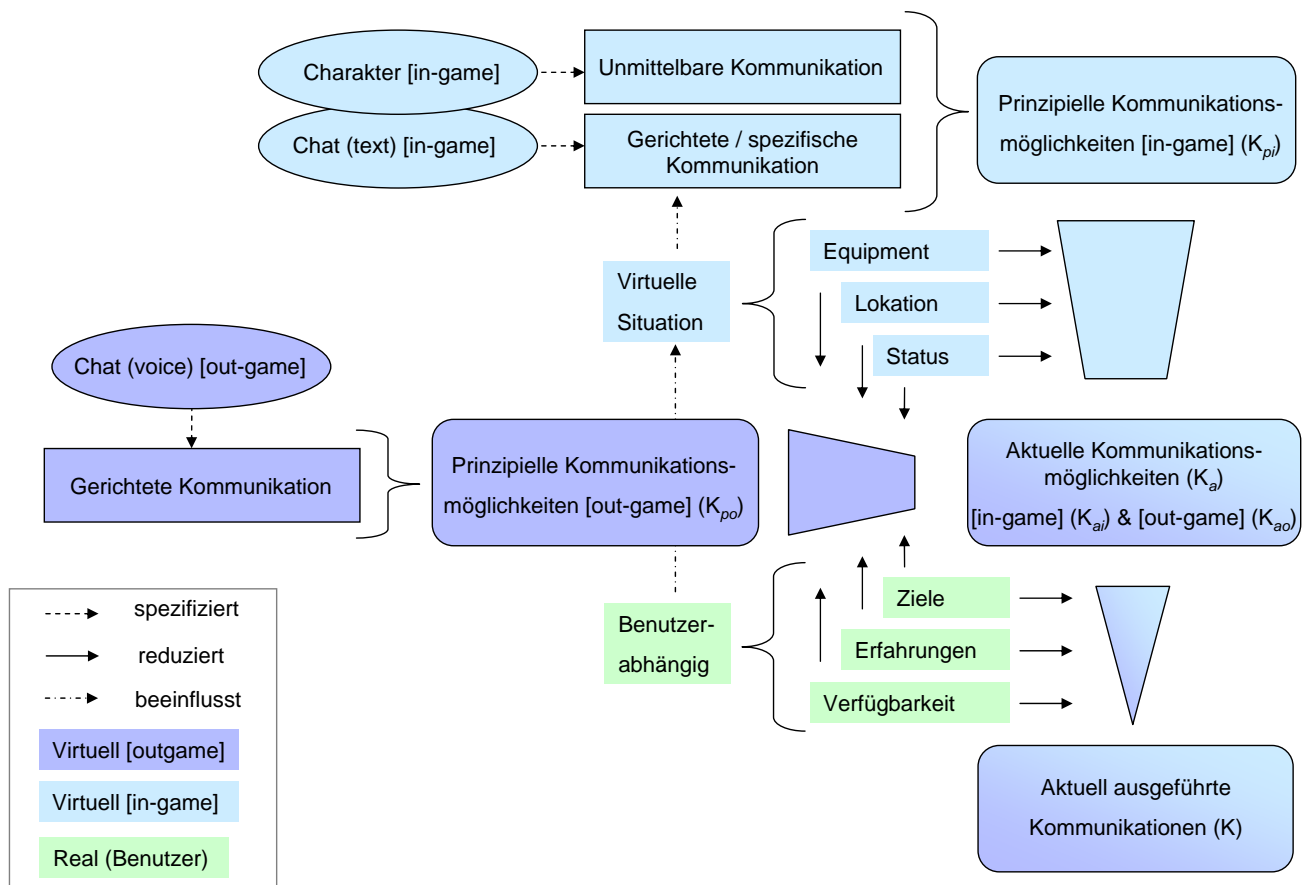 Charakter [in-game]
Unmittelbare Kommunikation
Chat (text) [in-game]
Gerichtete / spezifische
Kommunikation
Prinzipielle Kommunikations-
möglichkeiten [in-game] (Kpi)
Virtuelle
Situation
Equipment
Lokation
Status
Chat (voice) [out-game]
Gerichtete Kommunikation
Prinzipielle Kommunikations-
möglichkeiten [out-game] (Kpo)
Aktuelle Kommunikations-
möglichkeiten (Ka)
[in-game] (Kai) & [out-game] (Kao)
Benutzer-
abhängig
Ziele
Erfahrungen
Verfügbarkeit
Aktuell ausgeführte
Kommunikationen (K)
spezifiziert
reduziert
beeinflusst
Virtuell [outgame]
Virtuell [in-game]
Real (Benutzer)